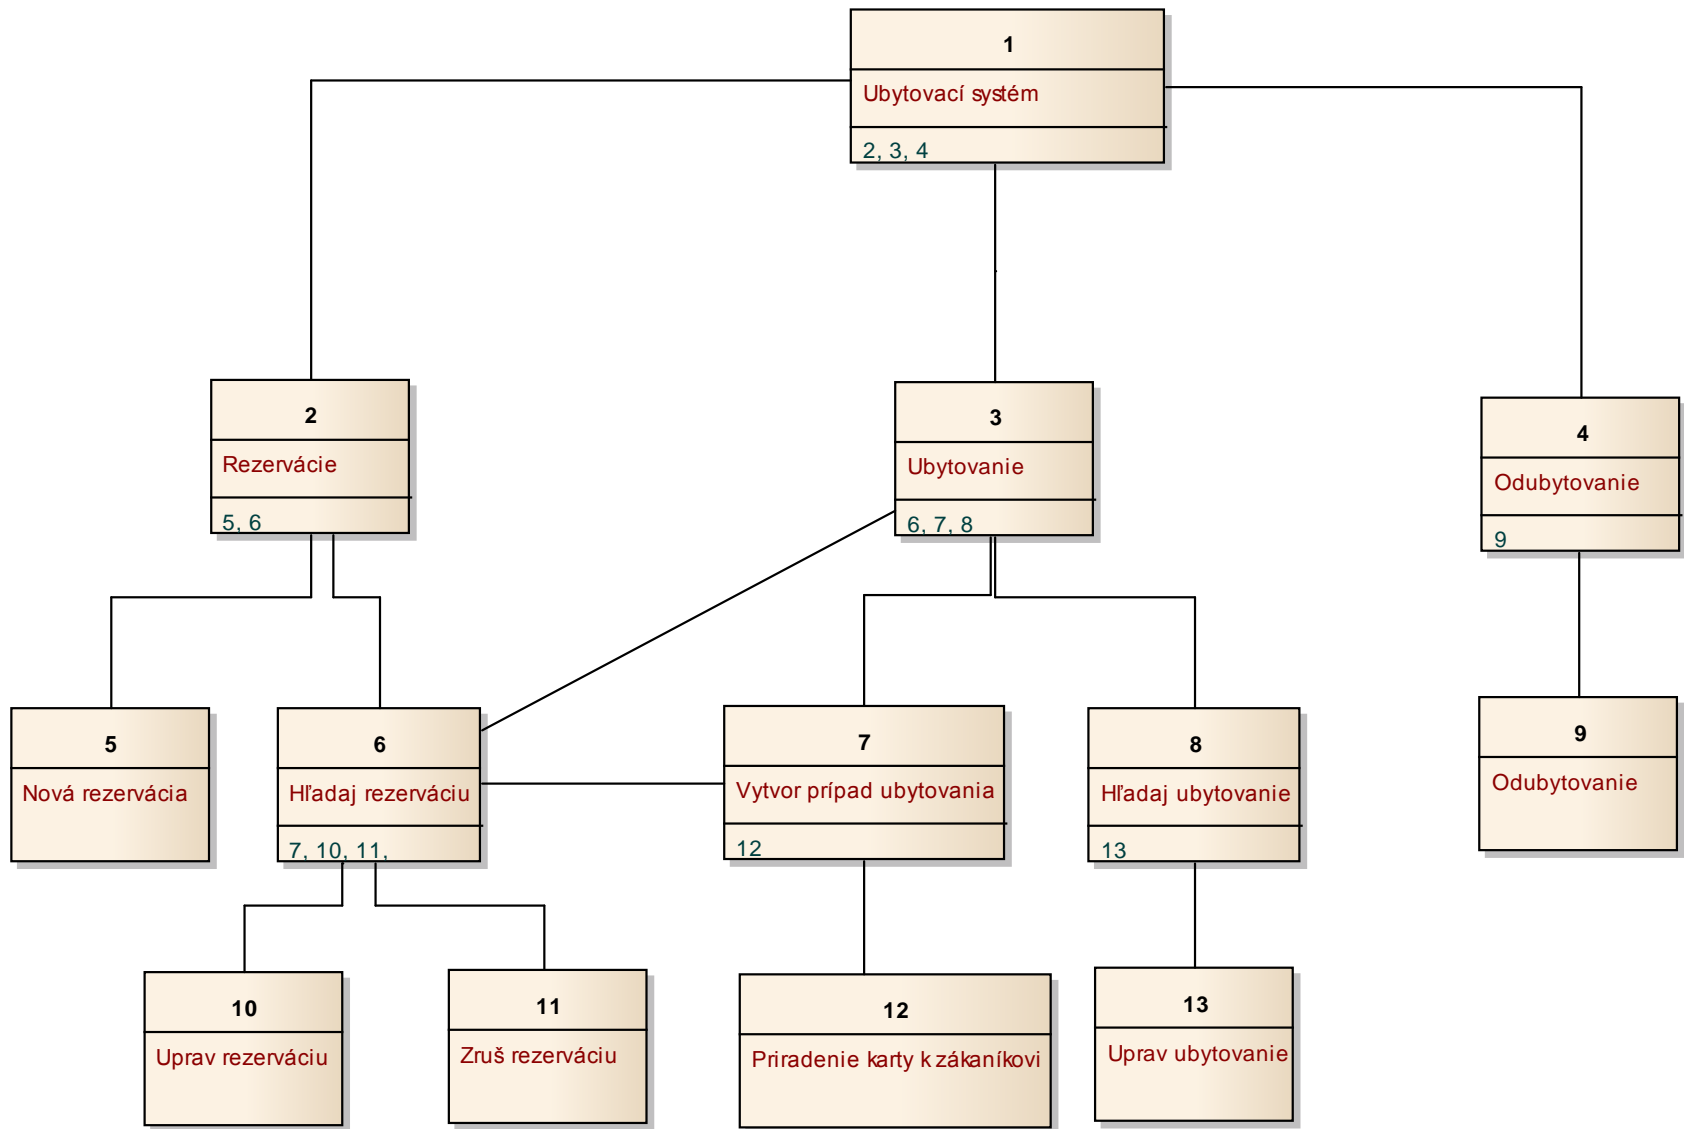 1
Ubytovací systém
2, 3, 4
2
Rezervácie
5, 6
3
Ubytovanie
6, 7, 8
4
Odubytovanie
9
5
Nová rezervácia
6
Hľadaj rezerváciu
7, 10, 11,
7
Vytvor prípad ubytovania
12
8
Hľadaj ubytovanie
13
9
Odubytovanie
10
Uprav rezerváciu
11
Zruš rezerváciu
12
Priradenie karty k zákaníkovi
13
Uprav ubytovanie